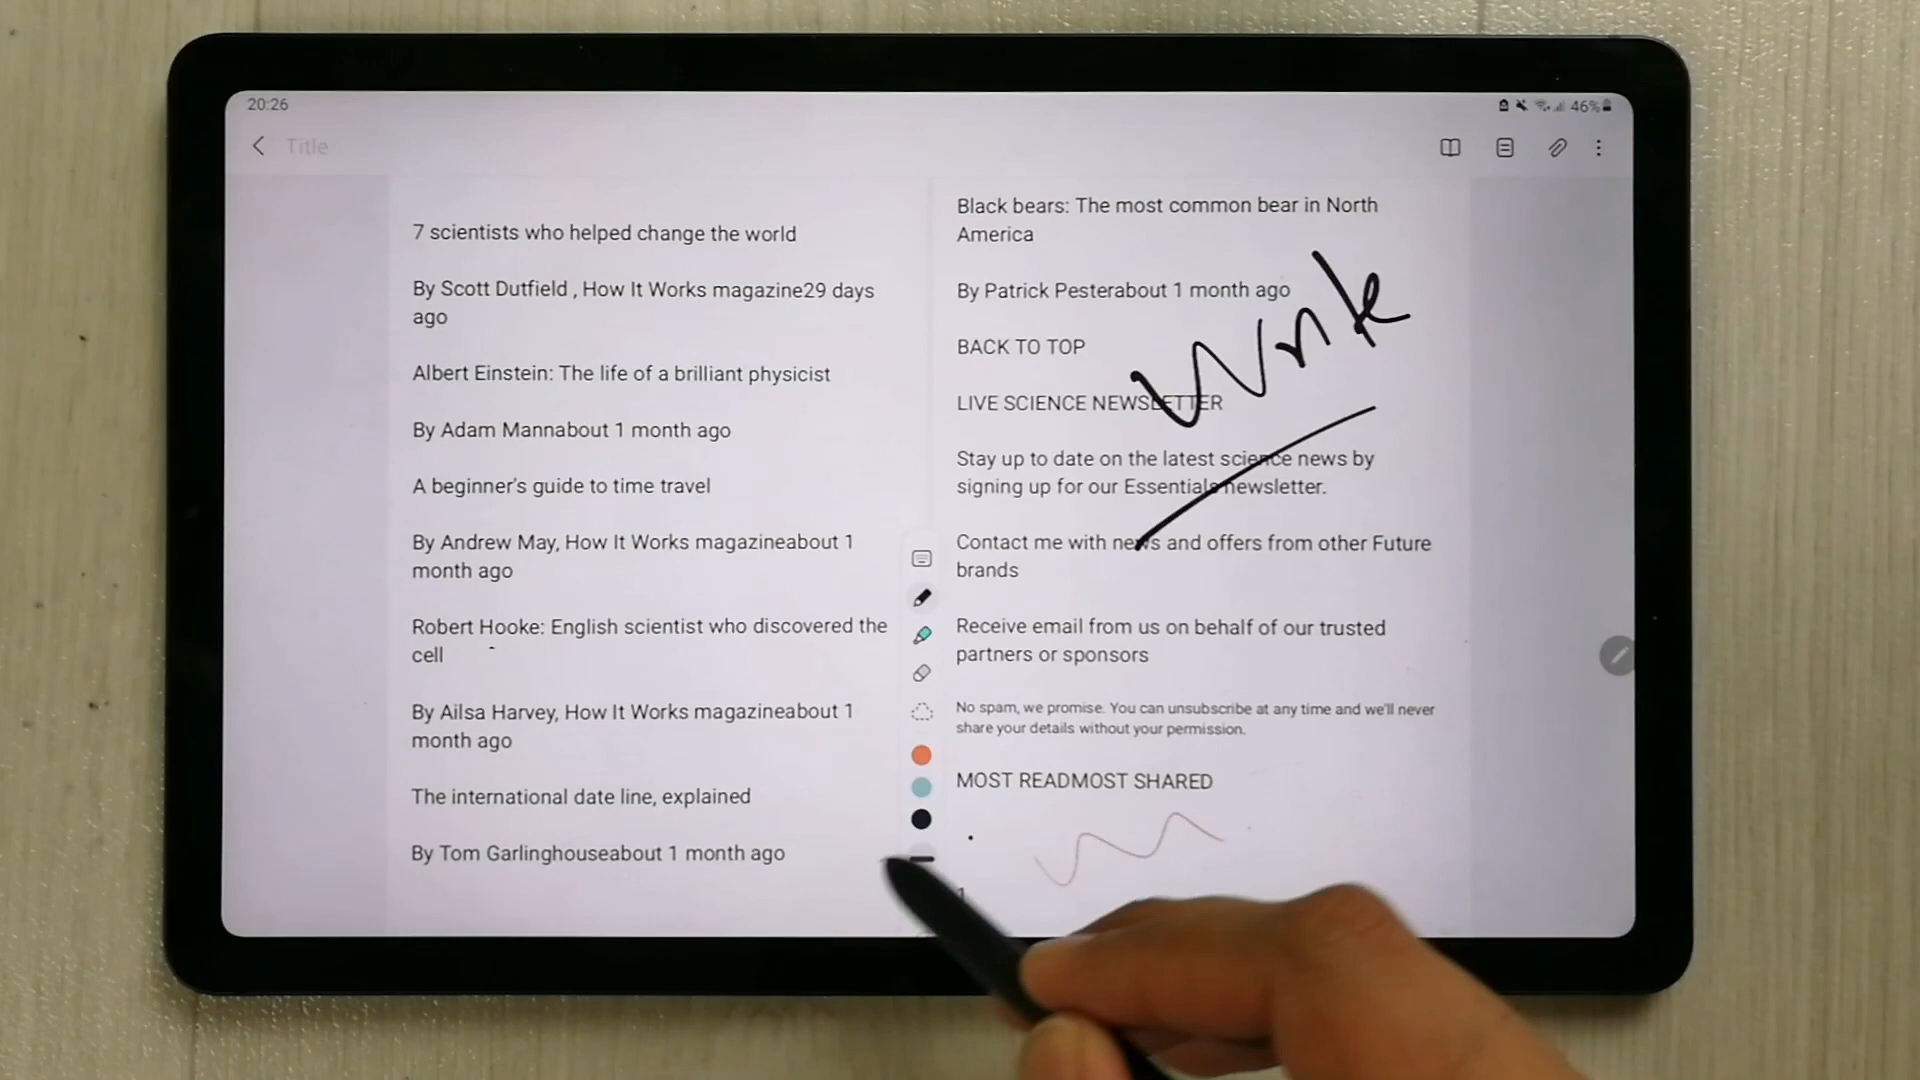 20:26
46%
Title
7 scientists who helped change the world
By Scott Dutfield , How It Works magazine29 days
ago
Albert Einstein: The life of a brilliant physicist
By Adam Mannabout 1 month ago
A beginner's guide to time travel
By Andrew May, How It Works magazineabout 1
month ago
Robert Hooke: English scientist who discovered the
cell
By Ailsa Harvey, How It Works magazineabout 1
month ago
The international date line, explained
By Tom Garlinghouseabout 1 month ago
Black bears: The most common bear in North
America
By Patrick Pesterabout 1 month ago
Write
BACK TO TOP
LIVE SCIENCE NEWSLETTER
Stay up to date on the latest science news by
signing up for our Essentials newsletter.
Contact me with news and offers from other Future
brands
Receive email from us on behalf of our trusted
partners or sponsors
No spam, we promise. You can unsubscribe at any time and we'll never
share your details without your permission.
MOST READMOST SHARED
1